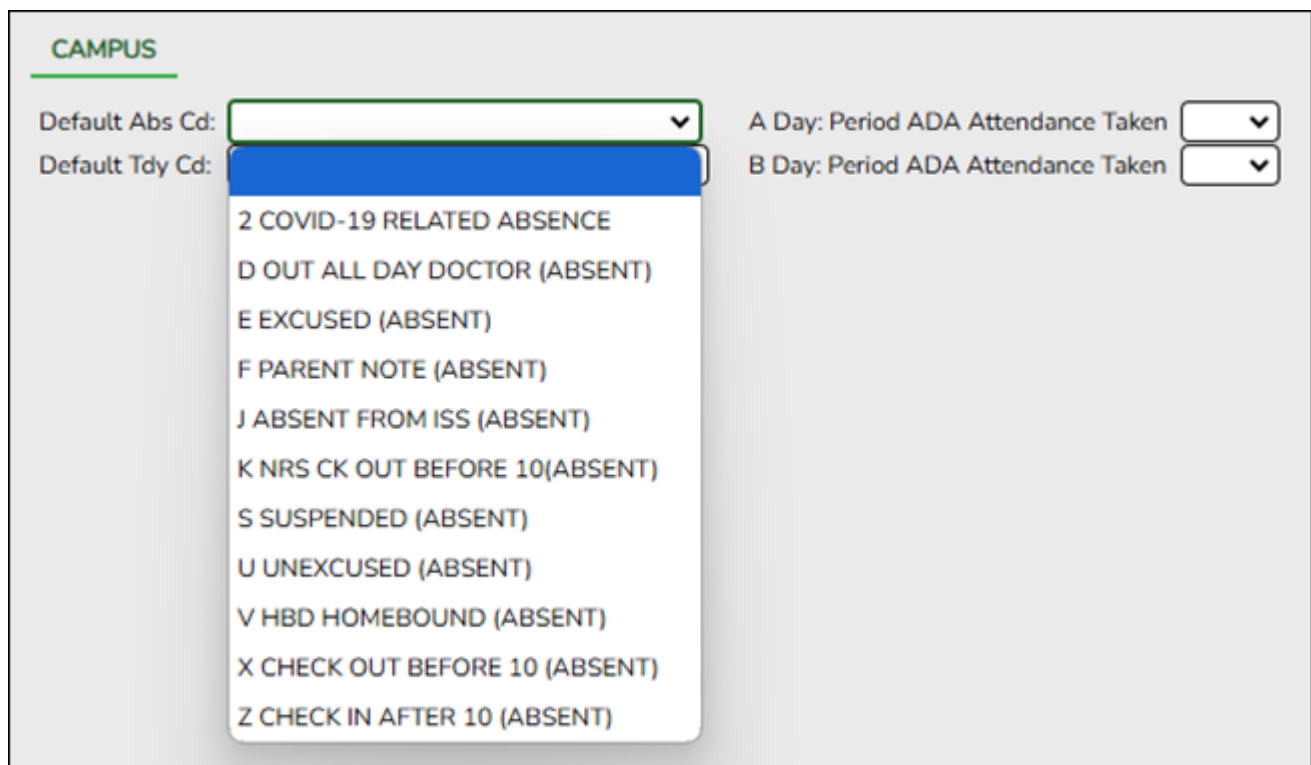 CAMPUS
Default Abs Cd: A Day: Period ADA Attendance Taken
Default Tdy Cd: B Day: Period ADA Attendance Taken
2 COVID-19 RELATED ABSENCE
D OUT ALL DAY DOCTOR (ABSENT)
E EXCUSED (ABSENT)
F PARENT NOTE (ABSENT)
J ABSENT FROM ISS (ABSENT)
K NRS CK OUT BEFORE 10(ABSENT)
S SUSPENDED (ABSENT)
U UNEXCUSED (ABSENT)
V HBD HOMEBOUND (ABSENT)
X CHECK OUT BEFORE 10 (ABSENT)
Z CHECK IN AFTER 10 (ABSENT)